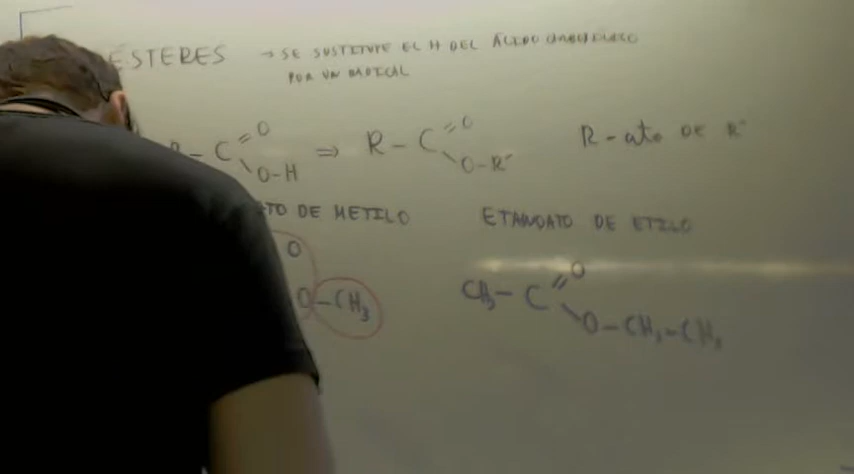 ÉSTERES → SE SUSTITUYE EL H DEL ÁCIDO
POR UN RADICAL
R-C O O-H ⇒ R-C O O-R' R-ato DE R'
TO DE METILO ETANOATO DE ETILO
O CH₃-C O
O-CH₃ O-CH₂-CH₃